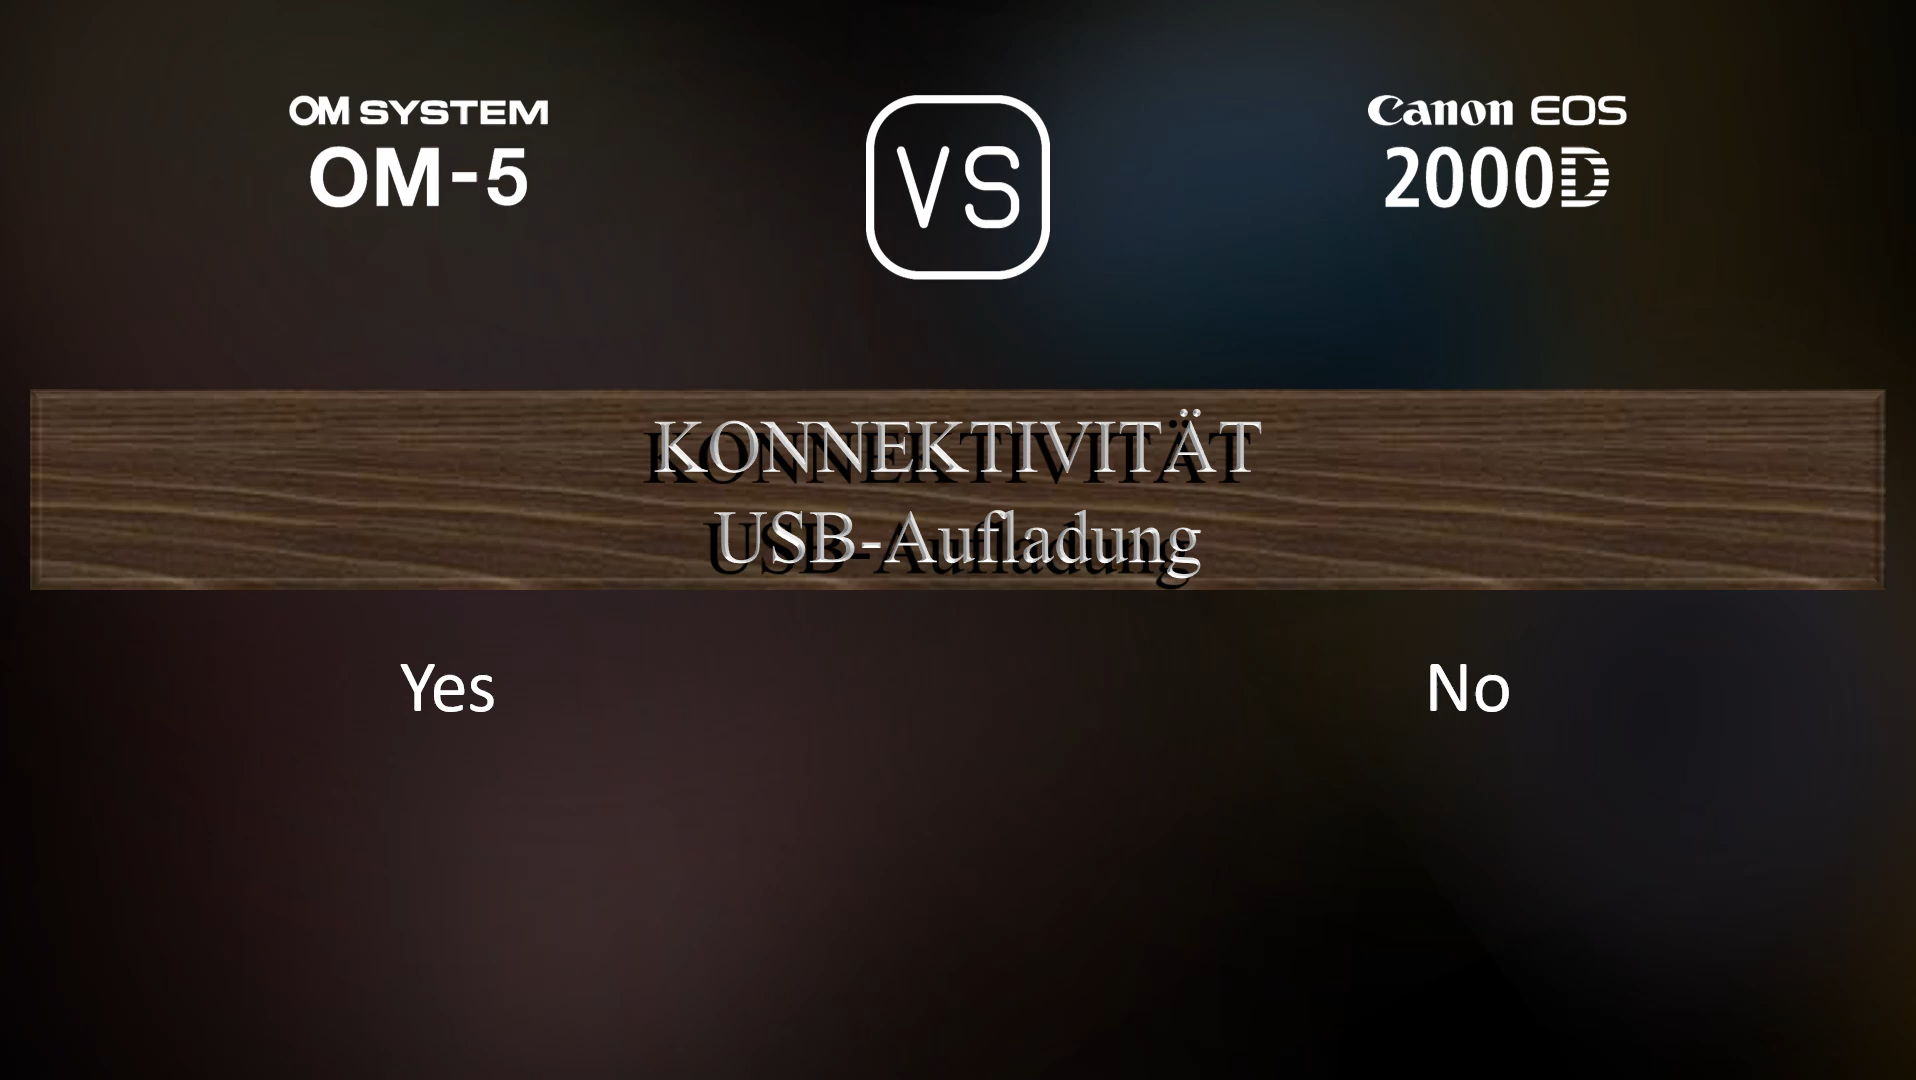 OM SYSTEM
OM-5
VS
Canon EOS
2000D
KONNEKTIVITÄT
USB-Aufladung
Yes
No